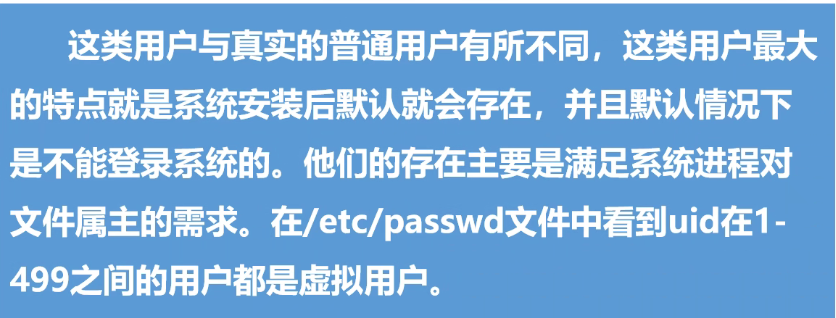 这类用户与真实的普通用户有所不同，这类用户最大
的特点就是系统安装后默认就会存在，并且默认情况下
是不能登录系统的。他们的存在主要是满足系统进程对
文件属主的需求。在/etc/passwd文件中看到uid在1-
499之间的用户都是虚拟用户。